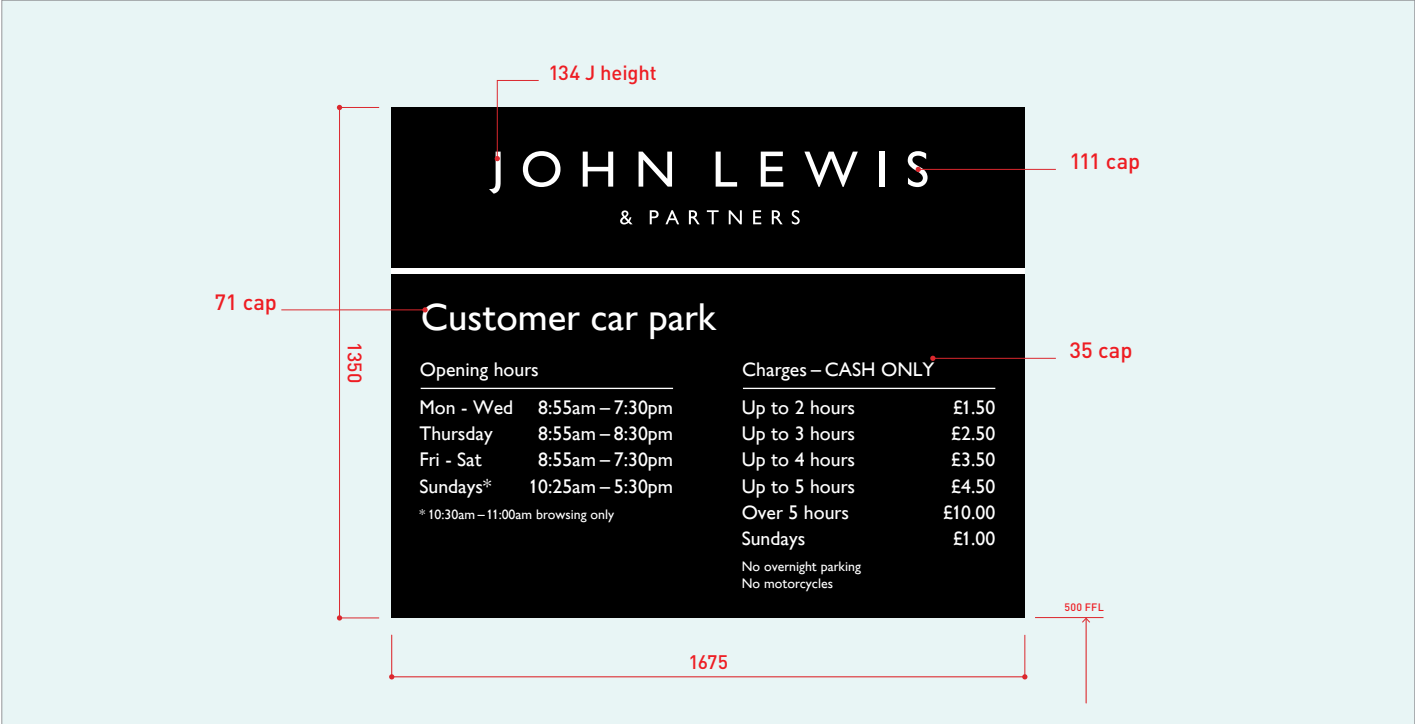 134 J height
JOHN LEWIS
111 cap
& PARTNERS
71 cap
Customer car park
1350
35 cap
Opening hours
Mon - Wed 8:55am – 7:30pm
Thursday 8:55am – 8:30pm
Fri - Sat 8:55am – 7:30pm
Sundays* 10:25am – 5:30pm
* 10:30am – 11:00am browsing only
Charges – CASH ONLY
Up to 2 hours £1.50
Up to 3 hours £2.50
Up to 4 hours £3.50
Up to 5 hours £4.50
Over 5 hours £10.00
Sundays £1.00
No overnight parking
No motorcycles
500 FFL
1675